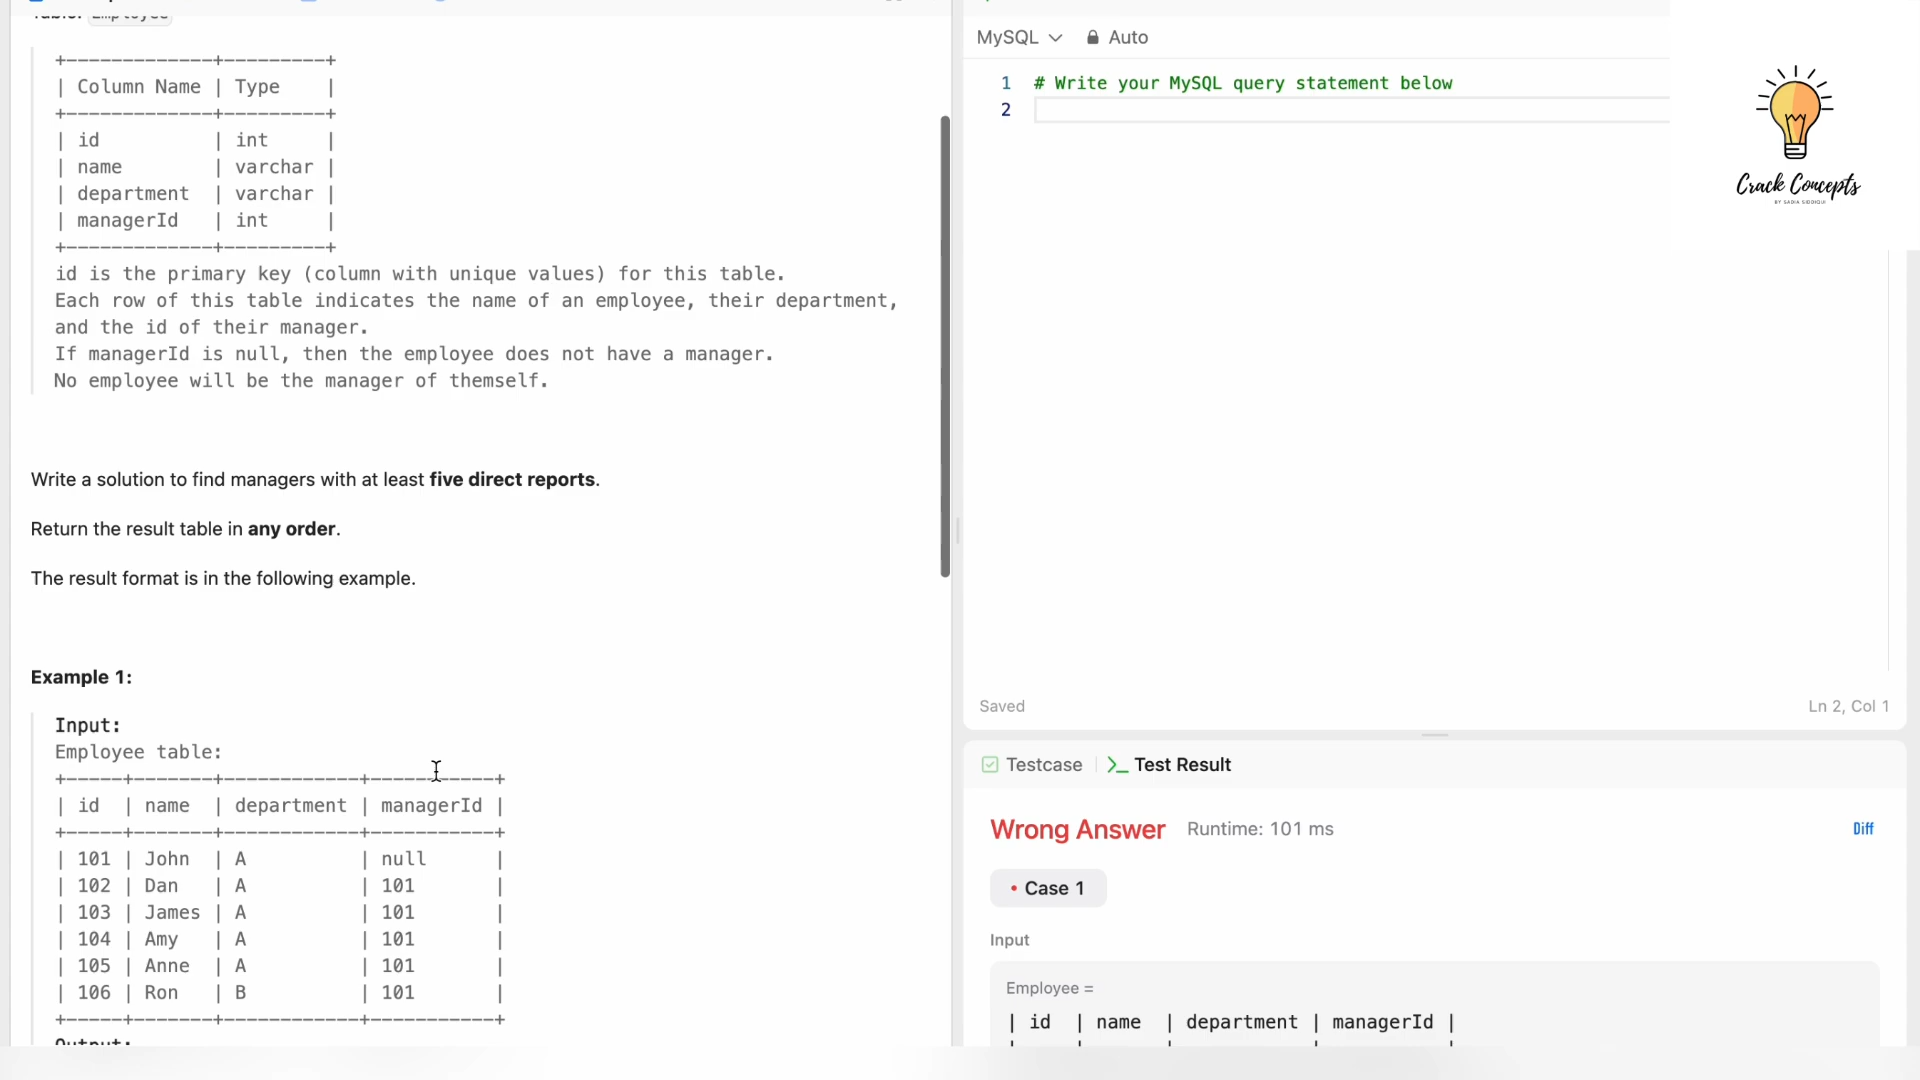 Table: Employee
+-------------+---------+
| Column Name | Type    |
+-------------+---------+
| id          | int     |
| name        | varchar |
| department  | varchar |
| managerId   | int     |
+-------------+---------+
id is the primary key (column with unique values) for this table.
Each row of this table indicates the name of an employee, their department,
and the id of their manager.
If managerId is null, then the employee does not have a manager.
No employee will be the manager of themself.
Write a solution to find managers with at least five direct reports.
Return the result table in any order.
The result format is in the following example.
Example 1:
Input:
Employee table:
+-----+-------+------------+-----------+
| id  | name  | department | managerId |
+-----+-------+------------+-----------+
| 101 | John  | A          | null      |
| 102 | Dan   | A          | 101       |
| 103 | James | A          | 101       |
| 104 | Amy   | A          | 101       |
| 105 | Anne  | A          | 101       |
| 106 | Ron   | B          | 101       |
+-----+-------+------------+-----------+
Output:
MySQL Auto
1 # Write your MySQL query statement below
2
Crack Concepts
BY SADIA SIDDIQUI
Saved Ln 2, Col 1
Testcase >_ Test Result
Wrong Answer Runtime: 101 ms Diff
• Case 1
Input
Employee =
| id  | name  | department | managerId |